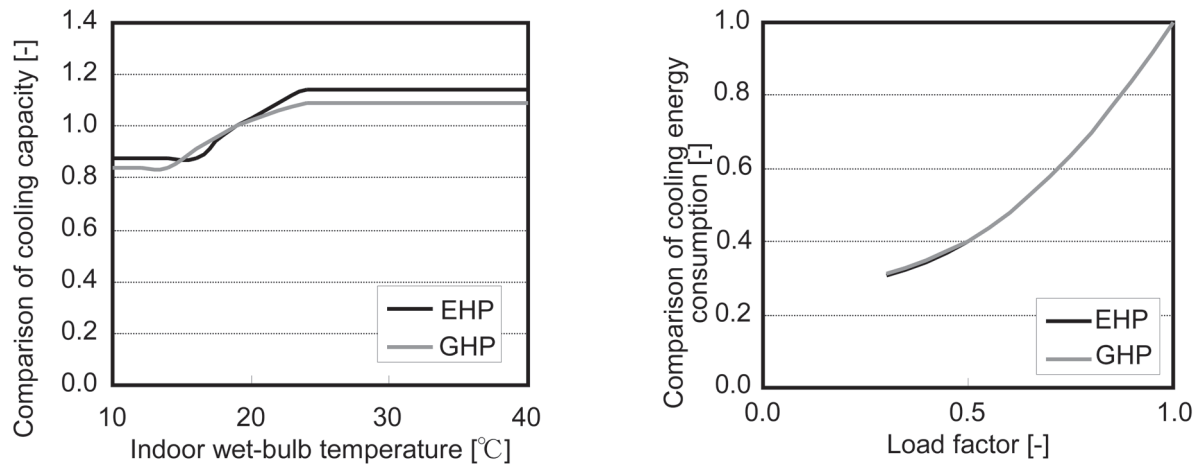 Comparison of cooling capacity [-]
1.4
1.2
1.0
0.8
0.6
0.4
0.2
0.0
10
20
30
40
Indoor wet-bulb temperature [℃]
EHP
GHP
Comparison of cooling energy
consumption [-]
1.0
0.8
0.6
0.4
0.2
0.0
0.0
0.5
1.0
Load factor [-]
EHP
GHP